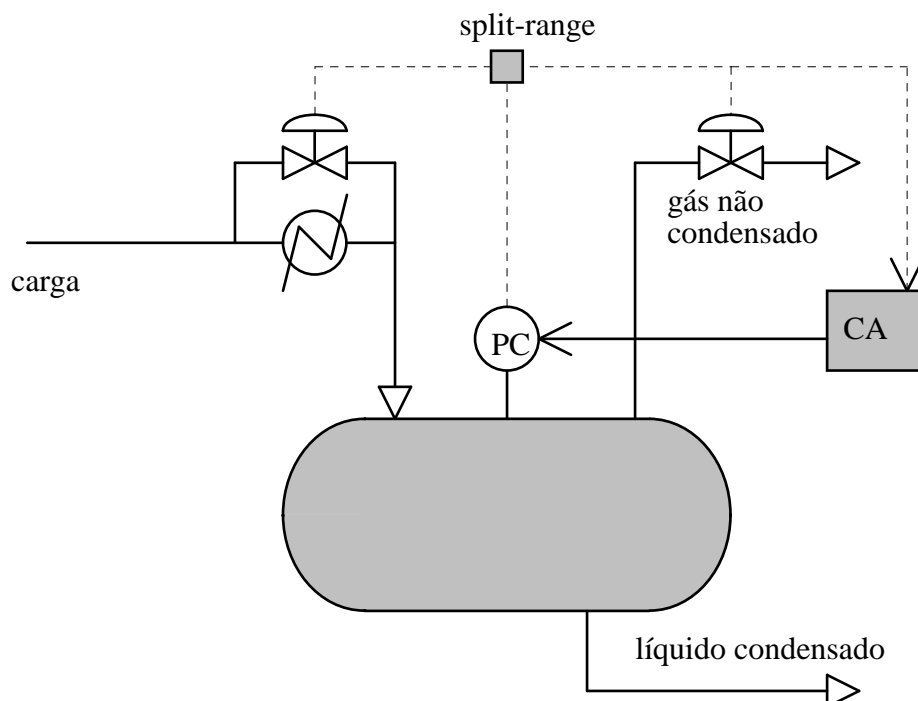 split-range
gás não
condensado
carga
PC
CA
líquido condensado